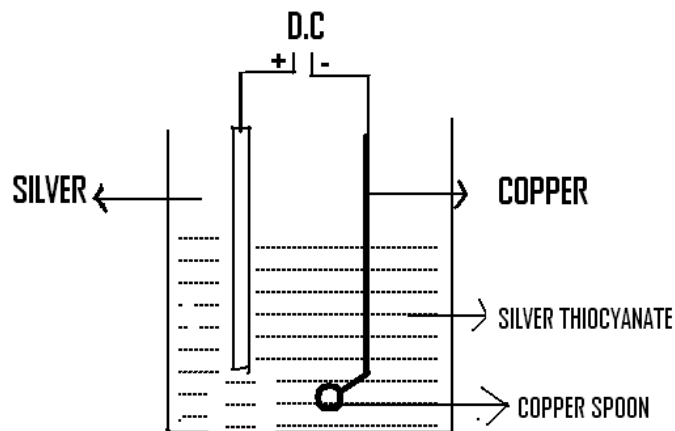 D.C
+ -
SILVER
COPPER
SILVER THIOCYANATE
COPPER SPOON